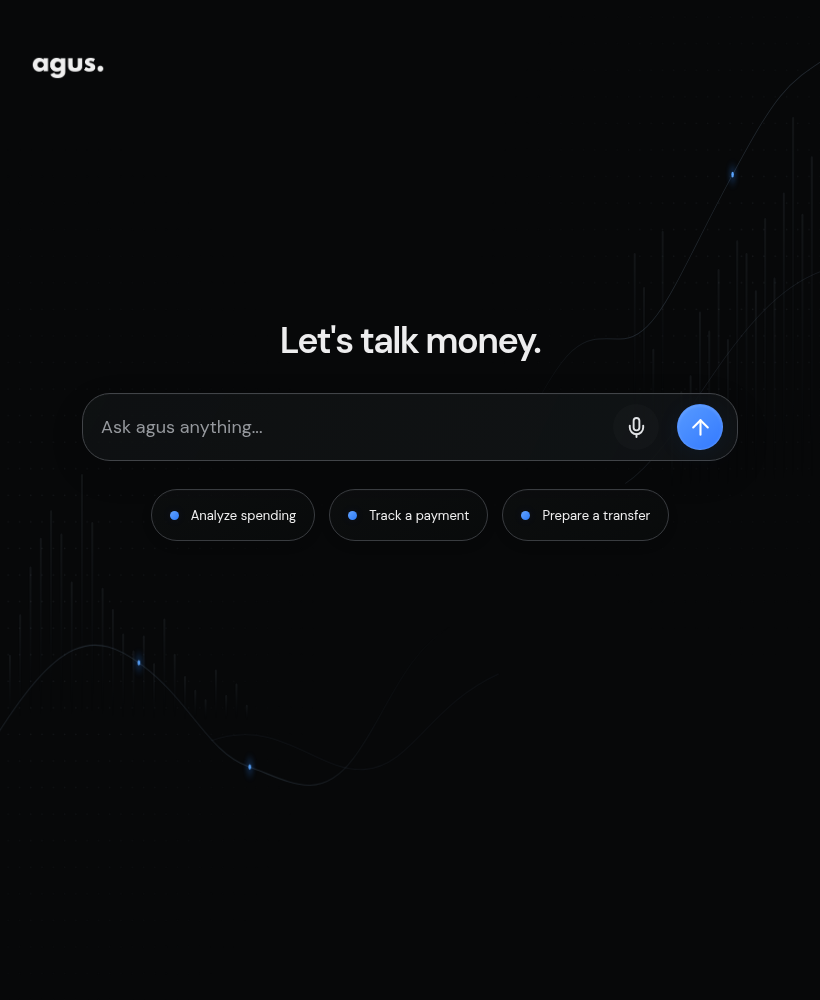 agus.
Let's talk money.
Ask agus anything...
Analyze spending
Track a payment
Prepare a transfer